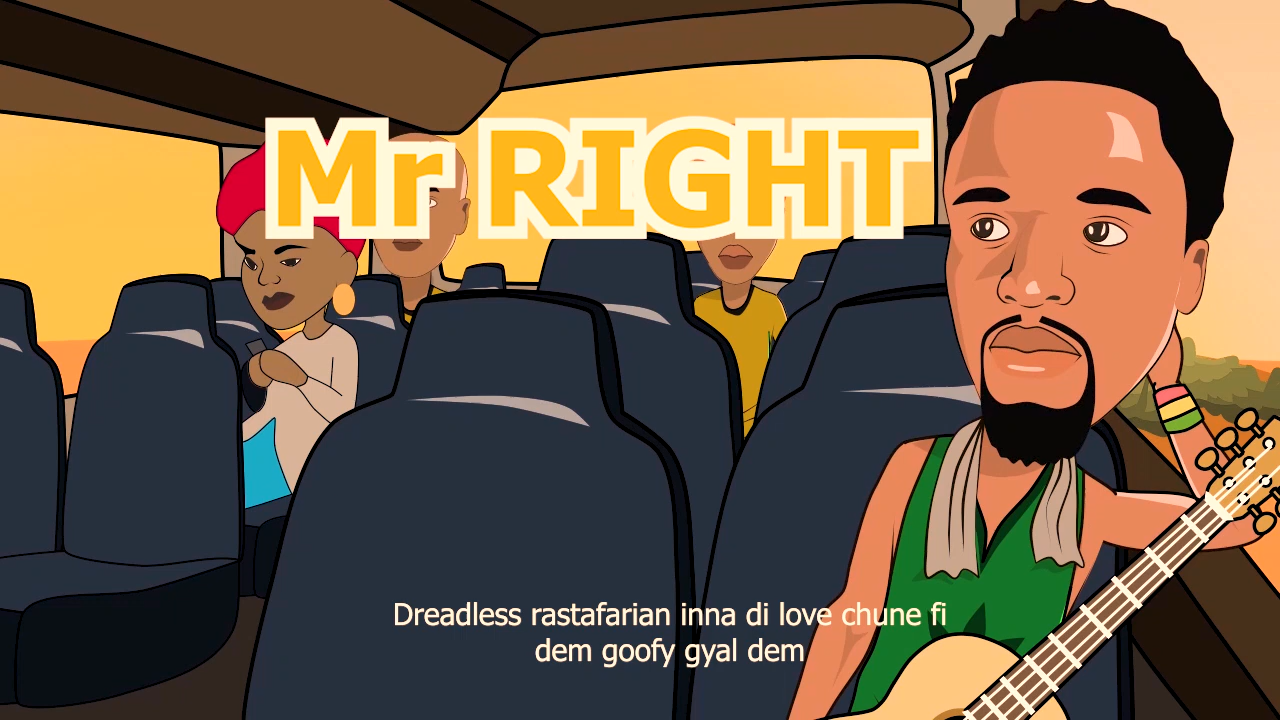 Mr RIGHT
Dreadless rastafarian inna di love chune fi
dem goofy gyal dem